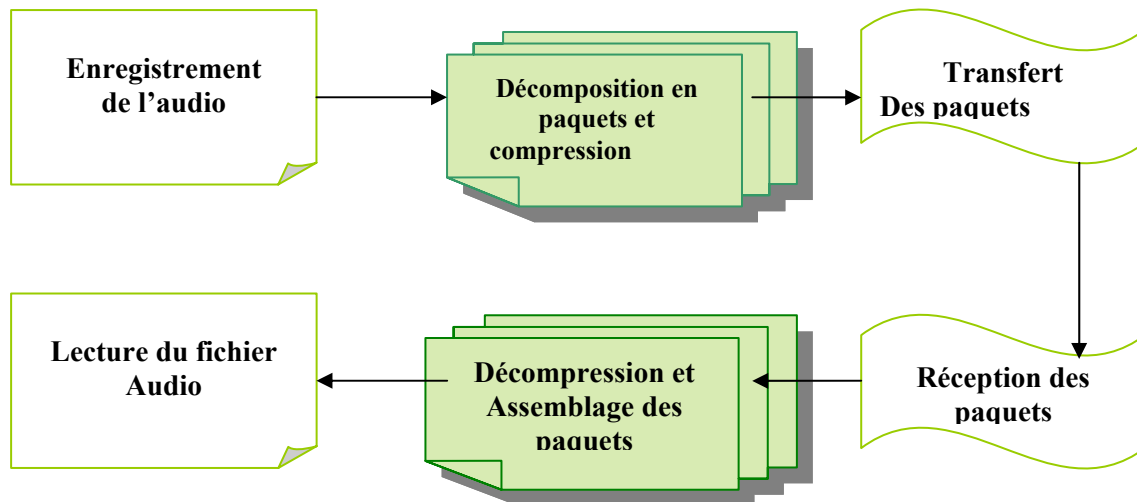 Enregistrement
de l’audio
Décomposition en
paquets et
compression
Transfert
Des paquets
Réception des
paquets
Décompression et
Assemblage des
paquets
Lecture du fichier
Audio